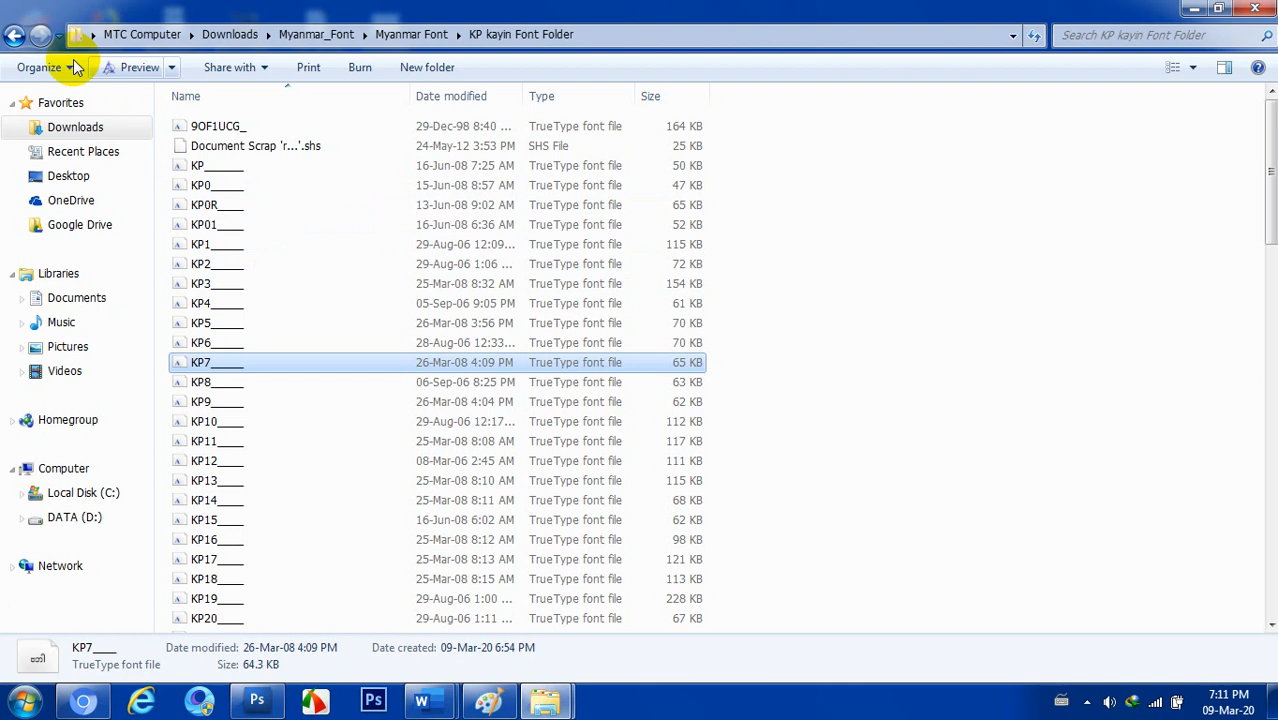 MTC Computer Downloads Myanmar_Font Myanmar Font KP kayin Font Folder
Search KP kayin Font Folder
Organize Preview Share with Print Burn New folder
Favorites
Downloads
Recent Places
Desktop
OneDrive
Google Drive
Libraries
Documents
Music
Pictures
Videos
Homegroup
Computer
Local Disk (C:)
DATA (D:)
Network
Name Date modified Type Size
9OF1UCG_ 29-Dec-98 8:40 ... TrueType font file 164 KB
Document Scrap 'r...'.shs 24-May-12 3:53 PM SHS File 25 KB
KP______ 16-Jun-08 7:25 AM TrueType font file 50 KB
KP0_____ 15-Jun-08 8:57 AM TrueType font file 47 KB
KP0R____ 13-Jun-08 9:02 AM TrueType font file 65 KB
KP01____ 16-Jun-08 6:36 AM TrueType font file 52 KB
KP1_____ 29-Aug-06 12:09... TrueType font file 115 KB
KP2_____ 29-Aug-06 1:06 ... TrueType font file 72 KB
KP3_____ 25-Mar-08 8:32 AM TrueType font file 154 KB
KP4_____ 05-Sep-06 9:05 PM TrueType font file 61 KB
KP5_____ 26-Mar-08 3:56 PM TrueType font file 70 KB
KP6_____ 28-Aug-06 12:33... TrueType font file 70 KB
KP7_____ 26-Mar-08 4:09 PM TrueType font file 65 KB
KP8_____ 06-Sep-06 8:25 PM TrueType font file 63 KB
KP9_____ 26-Mar-08 4:04 PM TrueType font file 62 KB
KP10____ 29-Aug-06 12:17... TrueType font file 112 KB
KP11____ 25-Mar-08 8:08 AM TrueType font file 117 KB
KP12____ 08-Mar-06 2:45 AM TrueType font file 111 KB
KP13____ 25-Mar-08 8:10 AM TrueType font file 115 KB
KP14____ 25-Mar-08 8:11 AM TrueType font file 68 KB
KP15____ 16-Jun-08 6:02 AM TrueType font file 62 KB
KP16____ 25-Mar-08 8:12 AM TrueType font file 98 KB
KP17____ 25-Mar-08 8:13 AM TrueType font file 121 KB
KP18____ 25-Mar-08 8:15 AM TrueType font file 113 KB
KP19____ 29-Aug-06 1:00 ... TrueType font file 228 KB
KP20____ 29-Aug-06 1:11 ... TrueType font file 67 KB
KP7_____ Date modified: 26-Mar-08 4:09 PM Date created: 09-Mar-20 6:54 PM
TrueType font file Size: 64.3 KB
7:11 PM
09-Mar-20